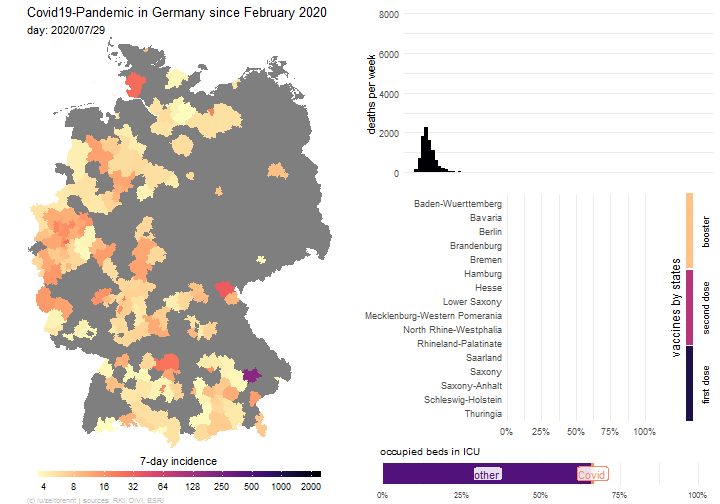 Covid19-Pandemic in Germany since February 2020
day: 2020/07/29
7-day incidence
4 8 16 32 64 125 250 500 1000 2000
(c) /u/zeitbrennt | sources: RKI, DIVI, ESRI
deaths per week
8000
6000
4000
2000
0
Baden-Wuerttemberg
Bavaria
Berlin
Brandenburg
Bremen
Hamburg
Hesse
Lower Saxony
Mecklenburg-Western Pomerania
North Rhine-Westphalia
Rhineland-Palatinate
Saarland
Saxony
Saxony-Anhalt
Schleswig-Holstein
Thuringia
0% 25% 50% 75% 100%
vaccines by states
booster
second dose
first dose
occupied beds in ICU
other Covid
0% 25% 50% 75% 100%